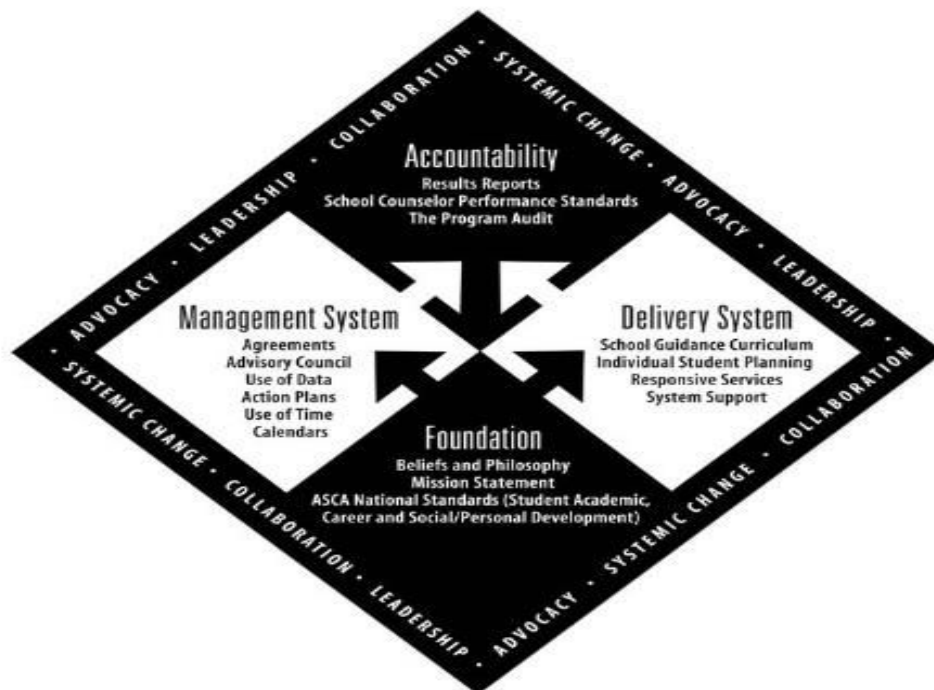 ADVOCACY • LEADERSHIP • COLLABORATION •
SYSTEMIC CHANGE • ADVOCACY • LEADERSHIP •
Accountability
Results Reports
School Counselor Performance Standards
The Program Audit
Management System
Agreements
Advisory Council
Use of Data
Action Plans
Use of Time
Calendars
Delivery System
School Guidance Curriculum
Individual Student Planning
Responsive Services
System Support
Foundation
Beliefs and Philosophy
Mission Statement
ASCA National Standards (Student Academic,
Career and Social/Personal Development)
• SYSTEMIC CHANGE • COLLABORATION • LEADERSHIP
• ADVOCACY • SYSTEMIC CHANGE • COLLABORATION